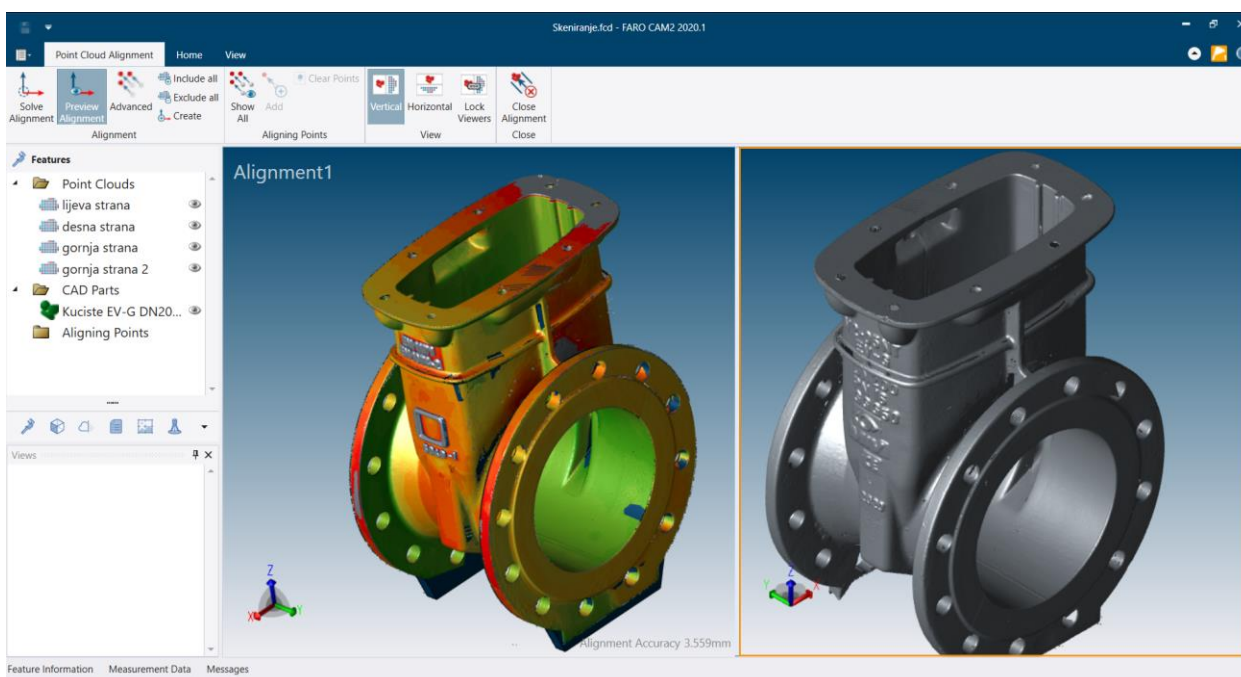 Skeniranje.fcd - FARO CAM2 2020.1
Point Cloud Alignment Home View
Solve Alignment
Preview Alignment
Advanced
Include all
Exclude all
Create
Alignment
Show All
Add
Clear Points
Aligning Points
Vertical
Horizontal
Lock Viewers
View
Close Alignment
Close
Features
Point Clouds
lijeva strana
desna strana
gornja strana
gornja strana 2
CAD Parts
Kuciste EV-G DN20...
Aligning Points
Views
Alignment1
Z
X
Y
Alignment Accuracy 3.559mm
Y
Z
X
Feature Information Measurement Data Messages